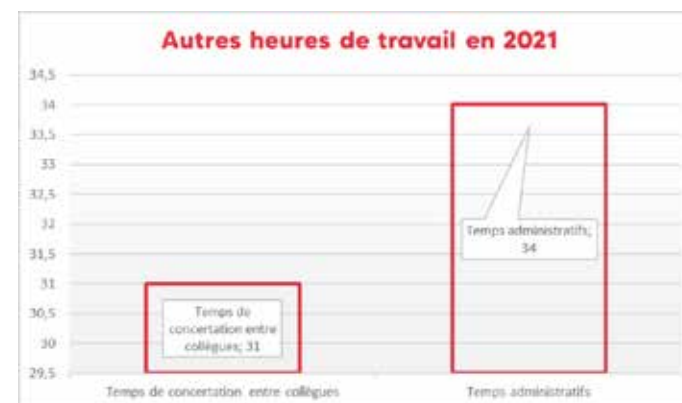 Autres heures de travail en 2021
34,5
34
33,5
33
32,5
32
31,5
31
30,5
30
29,5
Temps de
concertation entre
collègues; 31
Temps administratifs;
34
Temps de concertation entre collègues
Temps administratifs